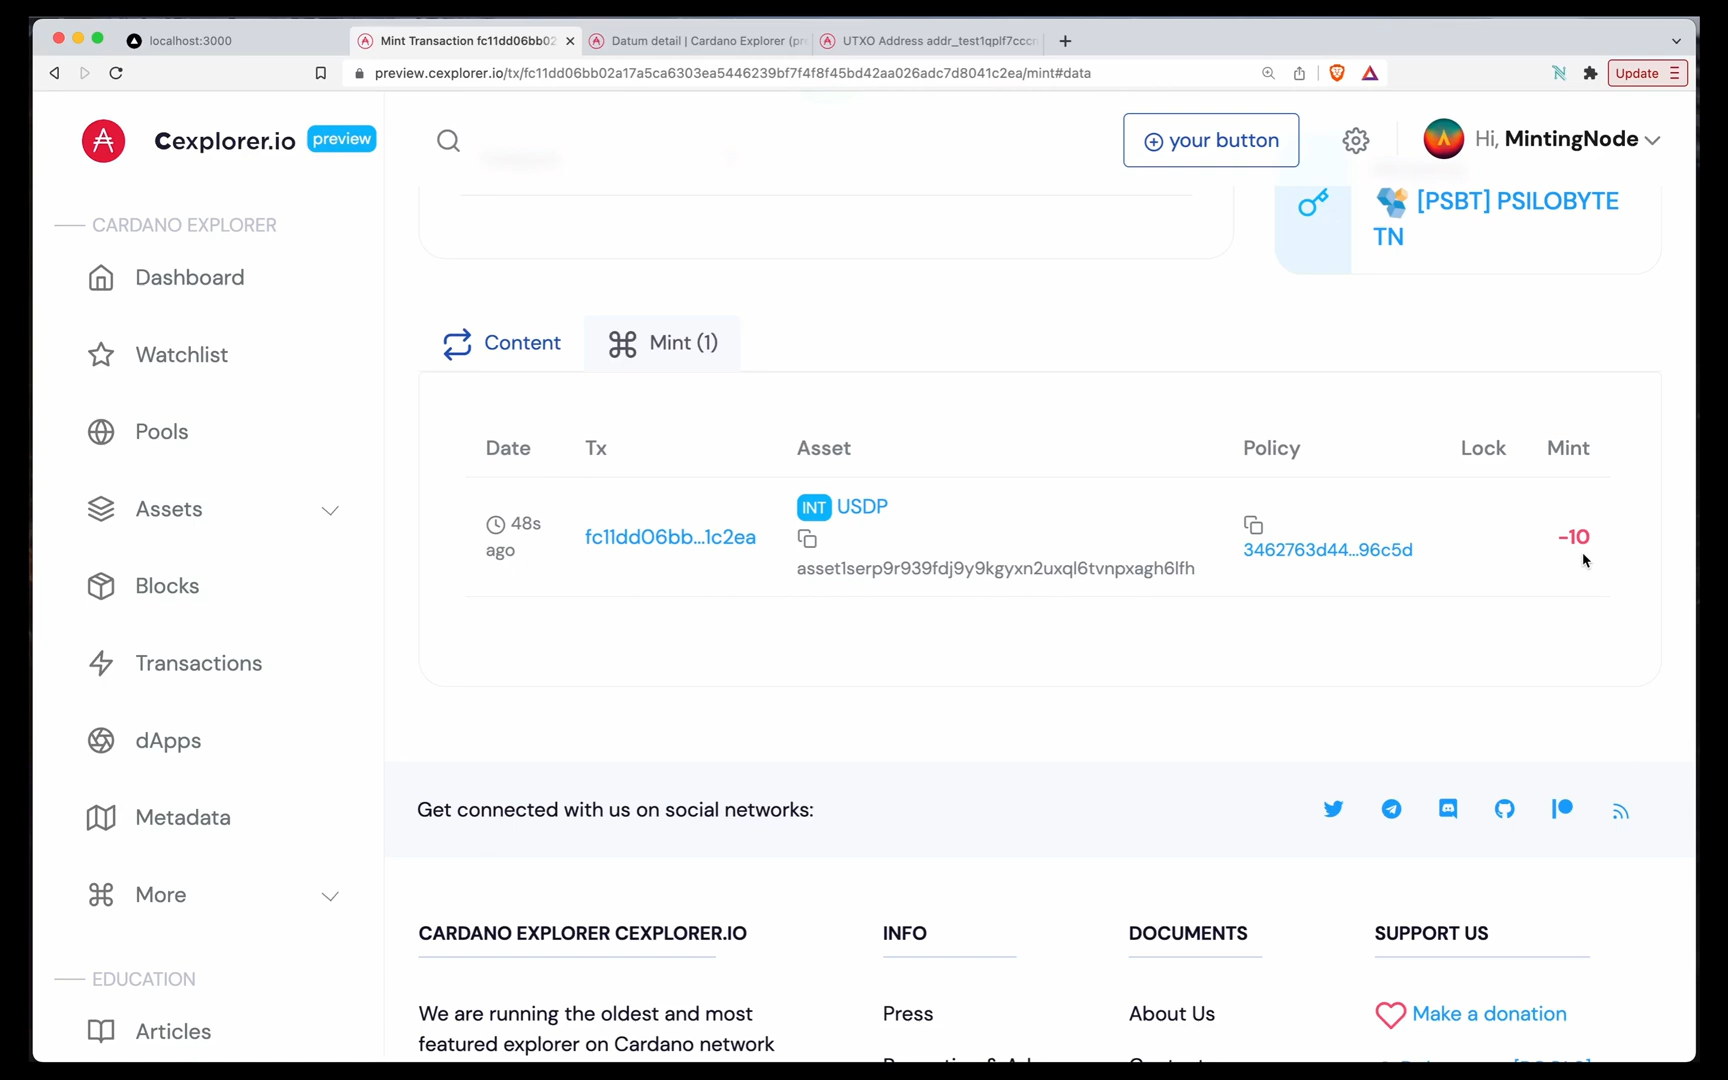 localhost:3000
Mint Transaction fc11dd06bb02
Datum detail | Cardano Explorer (pre
UTXO Address addr_test1qplf7cccn
preview.cexplorer.io/tx/fc11dd06bb02a17a5ca6303ea5446239bf7f4f8f45bd42aa026adc7d8041c2ea/mint#data
Update
Cexplorer.io preview
your button
Hi, MintingNode
CARDANO EXPLORER
Dashboard
Watchlist
Pools
Assets
Blocks
Transactions
dApps
Metadata
More
EDUCATION
Articles
[PSBT] PSILOBYTE
TN
Content
Mint (1)
Date Tx Asset Policy Lock Mint
48s
ago
fc11dd06bb...1c2ea
INT USDP
asset1serp9r939fdj9y9kgyxn2uxql6tvnpxagh6lfh
3462763d44...96c5d
-10
Get connected with us on social networks:
CARDANO EXPLORER CEXPLORER.IO
We are running the oldest and most
featured explorer on Cardano network
INFO
Press
DOCUMENTS
About Us
SUPPORT US
Make a donation